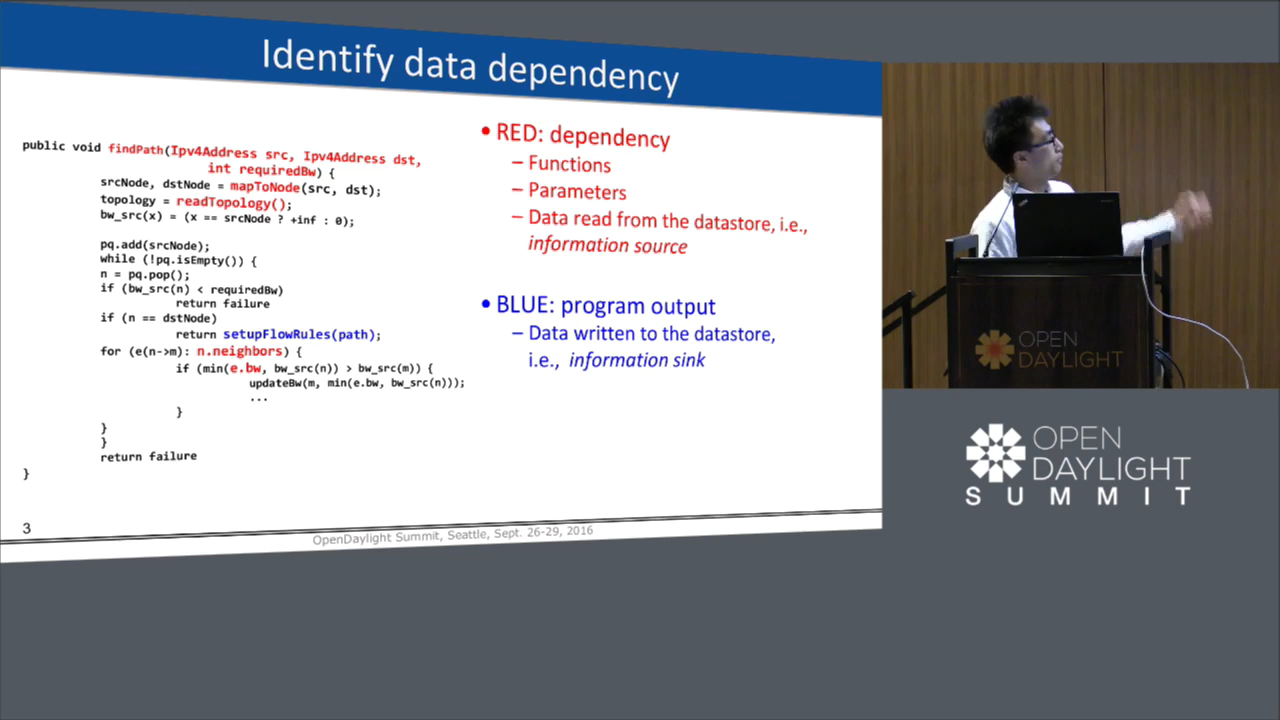 Identify data dependency
public void findPath(Ipv4Address src, Ipv4Address dst,
int requiredBw) {
srcNode, dstNode = mapToNode(src, dst);
topology = readTopology();
bw_src(x) = (x == srcNode ? +inf : 0);
pq.add(srcNode);
while (!pq.isEmpty()) {
n = pq.pop();
if (bw_src(n) < requiredBw)
return failure
if (n == dstNode)
return setupFlowRules(path);
for (e(n->m): n.neighbors) {
if (min(e.bw, bw_src(n)) > bw_src(m)) {
updateBw(m, min(e.bw, bw_src(n)));
...
}
}
}
return failure
}
• RED: dependency
– Functions
– Parameters
– Data read from the datastore, i.e.,
information source
• BLUE: program output
– Data written to the datastore,
i.e., information sink
3
OpenDaylight Summit, Seattle, Sept. 26-29, 2016
OPEN
DAYLIGHT
OPEN
DAYLIGHT
SUMMIT